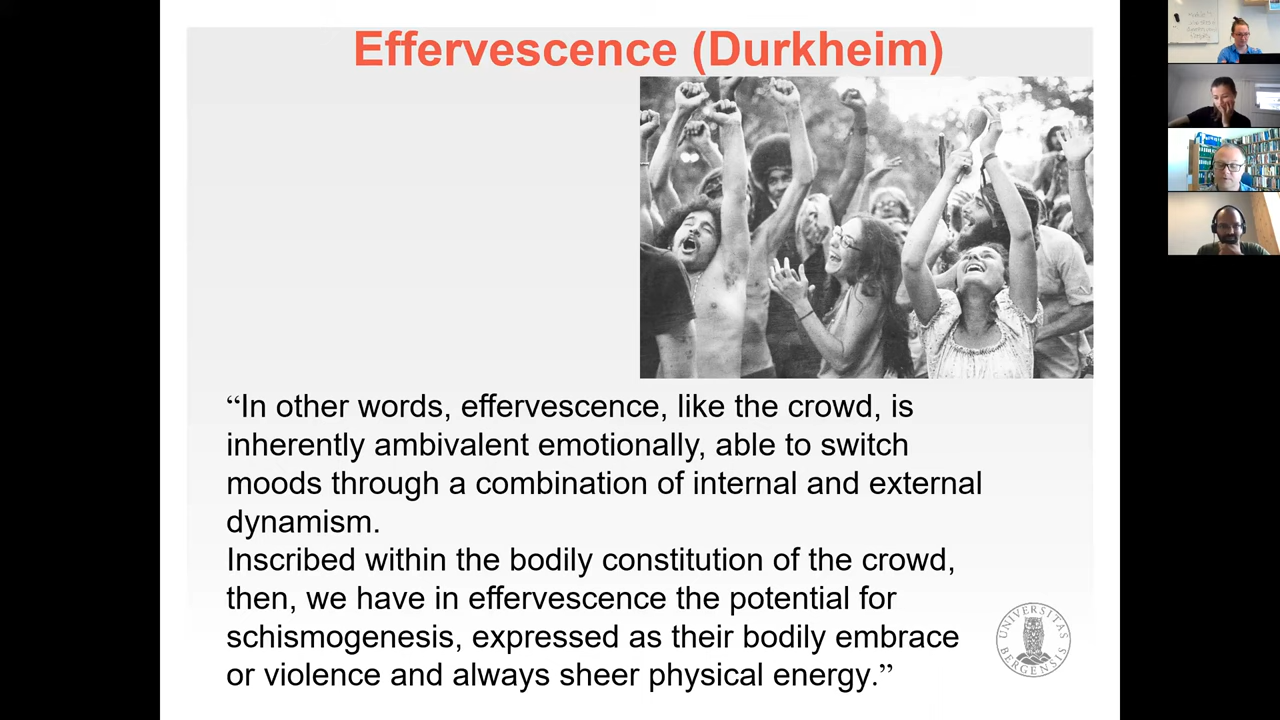 Effervescence (Durkheim)
“In other words, effervescence, like the crowd, is
inherently ambivalent emotionally, able to switch
moods through a combination of internal and external
dynamism.
Inscribed within the bodily constitution of the crowd,
then, we have in effervescence the potential for
schismogenesis, expressed as their bodily embrace
or violence and always sheer physical energy.”
UNIVERSITAS
BERGENSIS